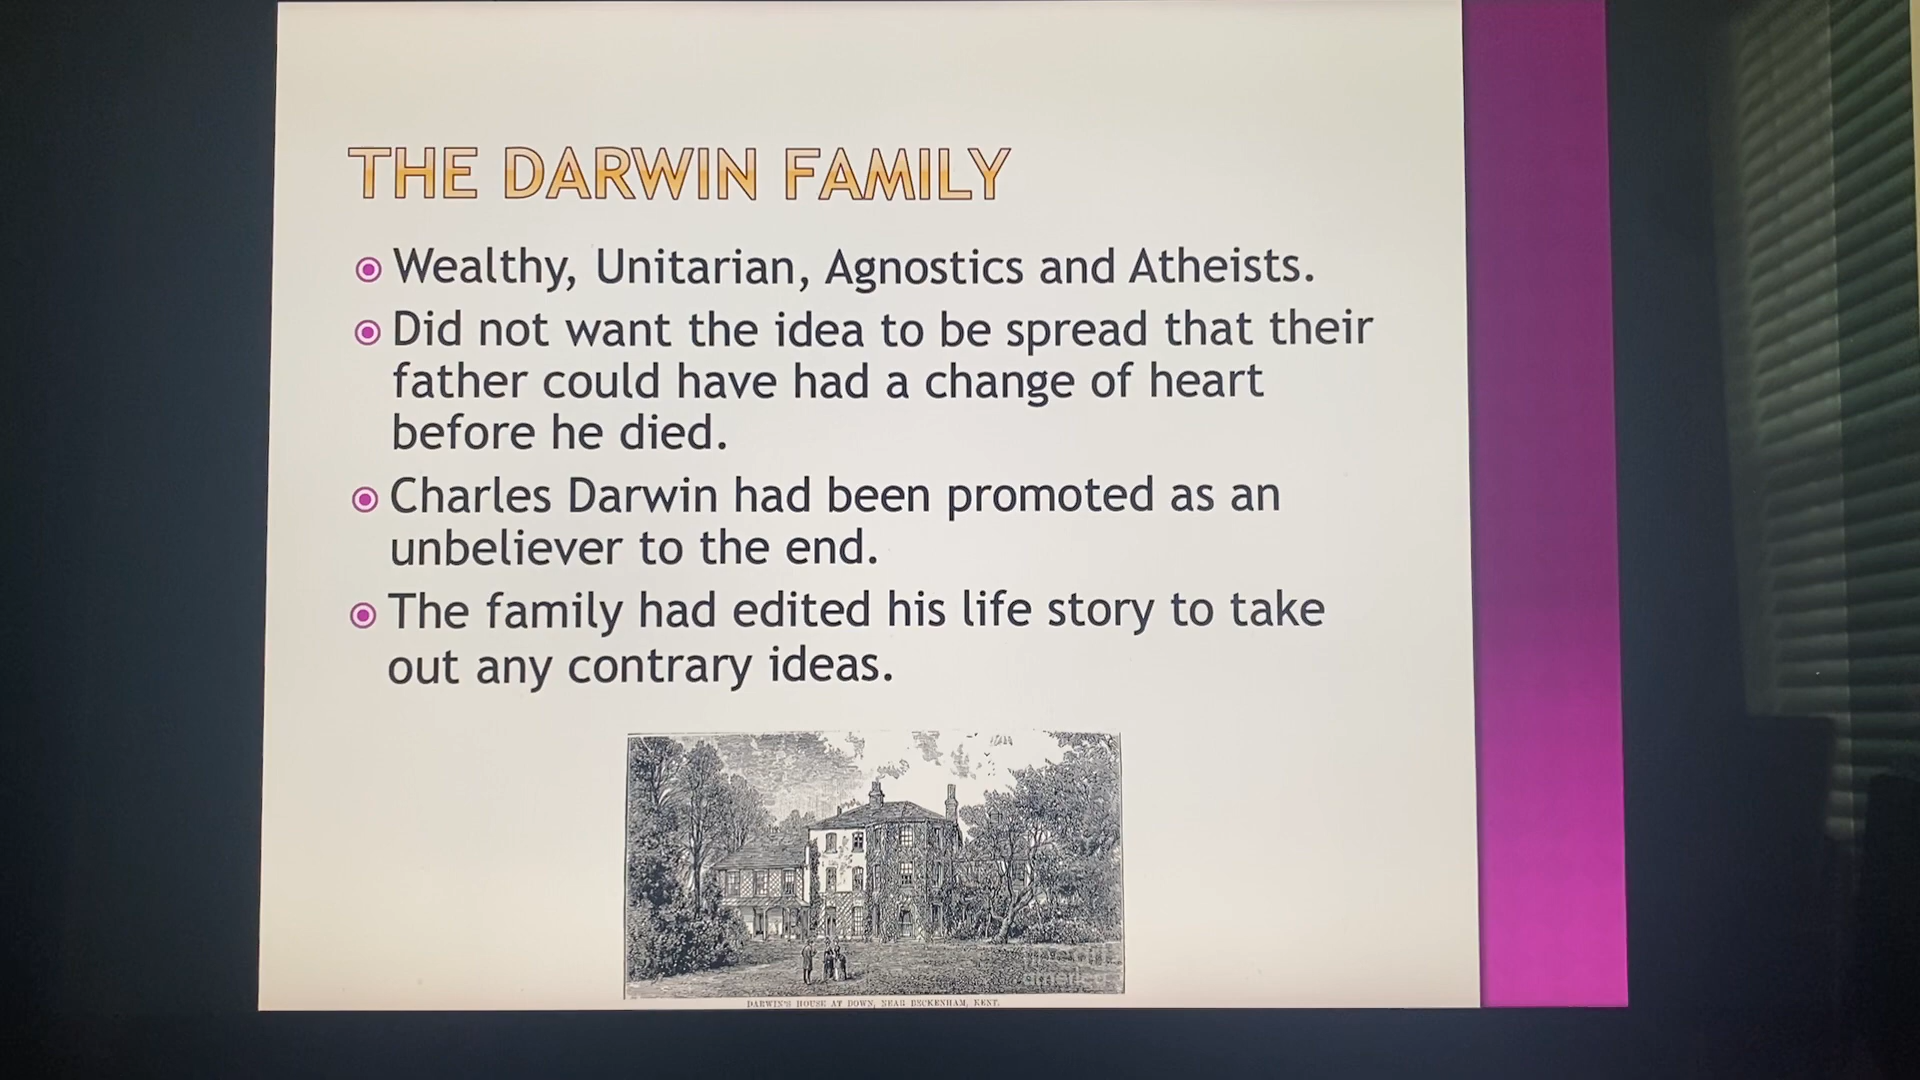 THE DARWIN FAMILY
Wealthy, Unitarian, Agnostics and Atheists.
Did not want the idea to be spread that their
father could have had a change of heart
before he died.
Charles Darwin had been promoted as an
unbeliever to the end.
The family had edited his life story to take
out any contrary ideas.
america
DARWIN'S HOUSE AT DOWN, NEAR BECKENHAM, KENT.